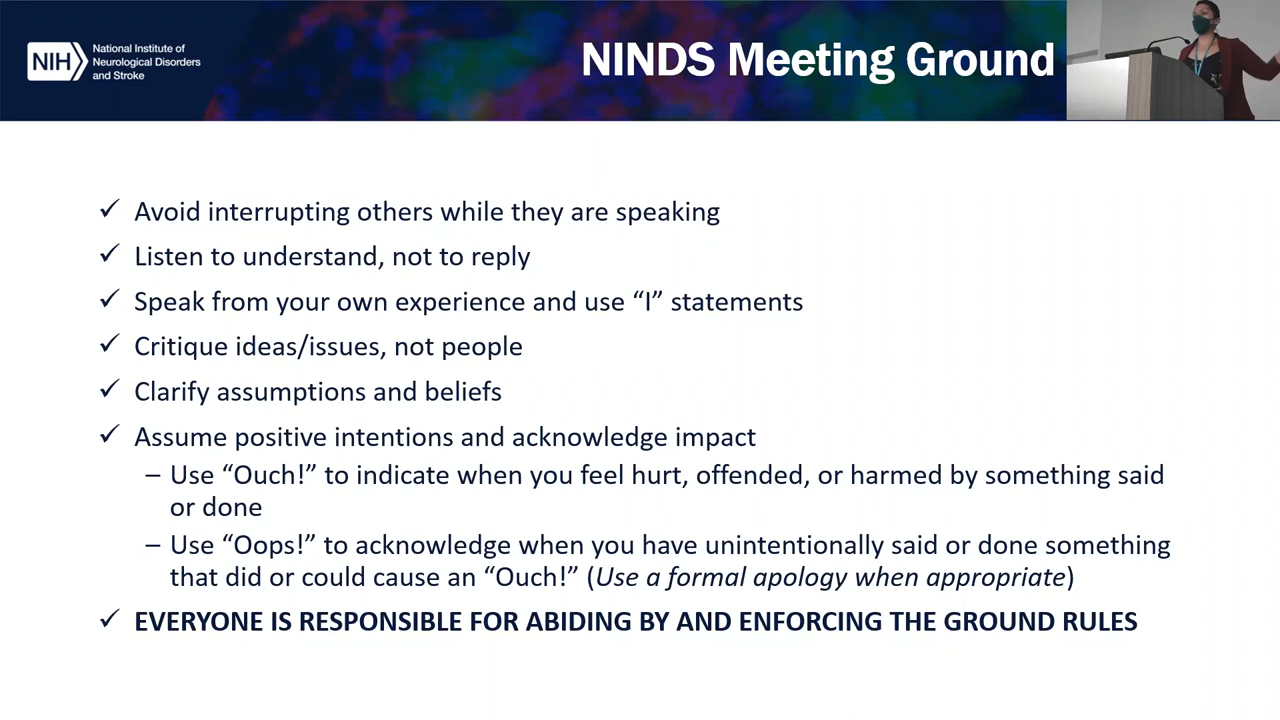 NIH
National Institute of
Neurological Disorders
and Stroke
NINDS Meeting Ground
✓ Avoid interrupting others while they are speaking
✓ Listen to understand, not to reply
✓ Speak from your own experience and use “I” statements
✓ Critique ideas/issues, not people
✓ Clarify assumptions and beliefs
✓ Assume positive intentions and acknowledge impact
– Use “Ouch!” to indicate when you feel hurt, offended, or harmed by something said
or done
– Use “Oops!” to acknowledge when you have unintentionally said or done something
that did or could cause an “Ouch!” (Use a formal apology when appropriate)
✓ EVERYONE IS RESPONSIBLE FOR ABIDING BY AND ENFORCING THE GROUND RULES